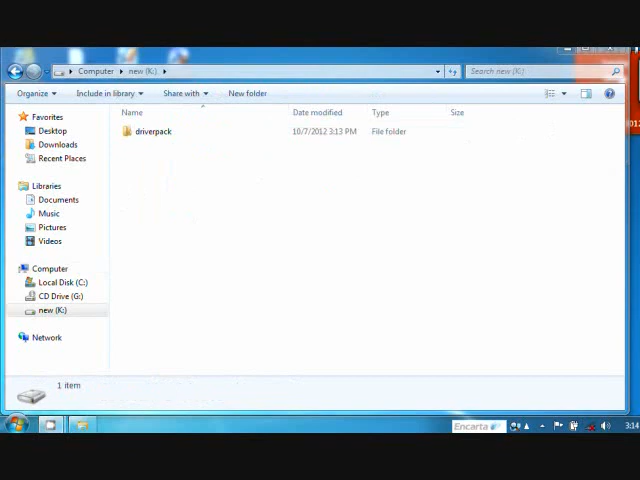 Computer new (K:)
Search new (K:)
Organize Include in library Share with New folder
Name Date modified Type Size
driverpack 10/7/2012 3:13 PM File folder
Favorites
Desktop
Downloads
Recent Places
Libraries
Documents
Music
Pictures
Videos
Computer
Local Disk (C:)
CD Drive (G:)
new (K:)
Network
1 item
Encarta
3:14